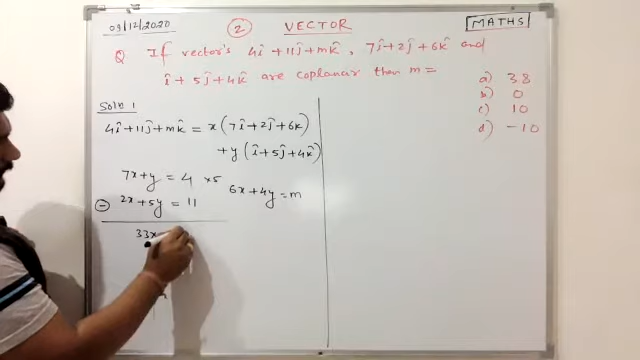 09/12/2020
② VECTOR
MATHS
Q If vector's 4î + 11ĵ + mk̂, 7î + 2ĵ + 6k̂ and
î + 5ĵ + 4k̂ are coplanar then m =
a) 38
b) 0
c) 10
d) -10
Soln 1
4î + 11ĵ + mk̂ = x(7î + 2ĵ + 6k̂)
+ y(î + 5ĵ + 4k̂)
7x + y = 4 ×5
6x + 4y = m
⊖ 2x + 5y = 11
33x